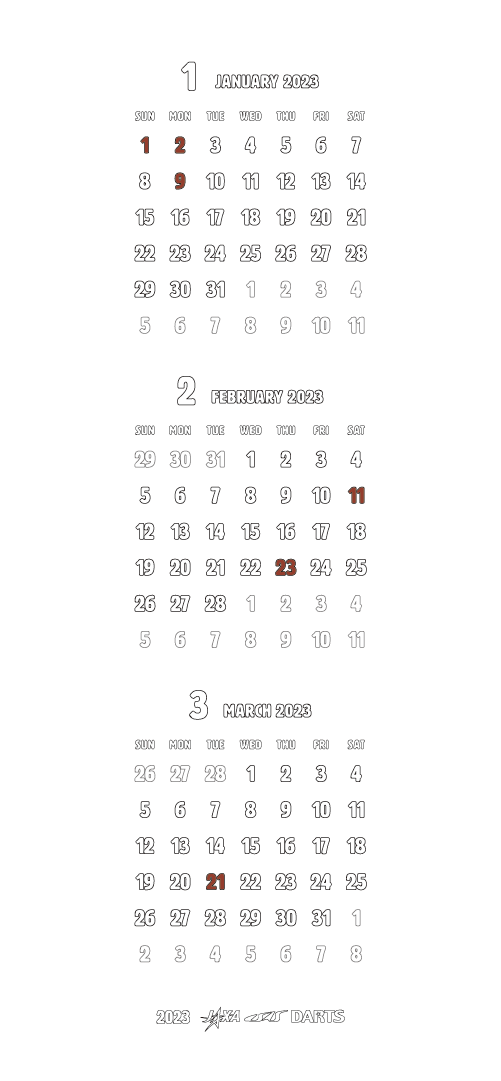 1 JANUARY 2023
SUN MON TUE WED THU FRI SAT
1 2 3 4 5 6 7
8 9 10 11 12 13 14
15 16 17 18 19 20 21
22 23 24 25 26 27 28
29 30 31 1 2 3 4
5 6 7 8 9 10 11
2 FEBRUARY 2023
SUN MON TUE WED THU FRI SAT
29 30 31 1 2 3 4
5 6 7 8 9 10 11
12 13 14 15 16 17 18
19 20 21 22 23 24 25
26 27 28 1 2 3 4
5 6 7 8 9 10 11
3 MARCH 2023
SUN MON TUE WED THU FRI SAT
26 27 28 1 2 3 4
5 6 7 8 9 10 11
12 13 14 15 16 17 18
19 20 21 22 23 24 25
26 27 28 29 30 31 1
2 3 4 5 6 7 8
2023 JAXA DARTS